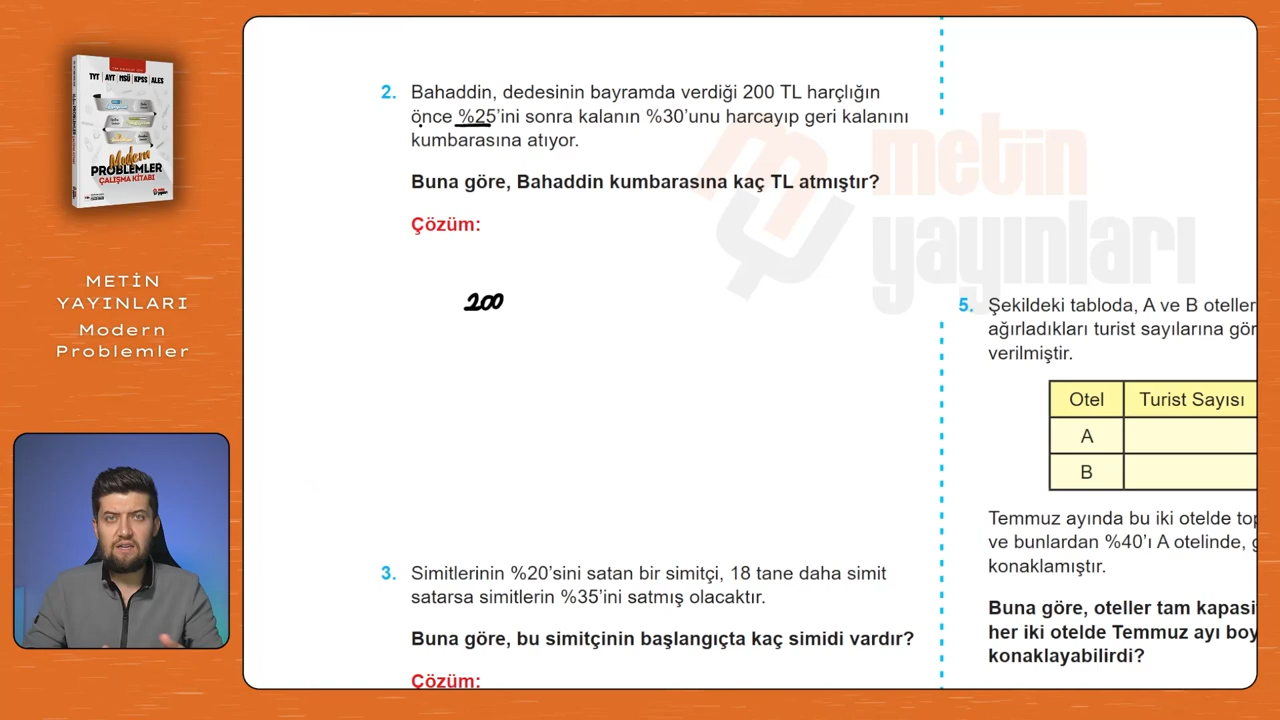 TYT AYT MSÜ KPSS ALES
Modern
PROBLEMLER
ÇALIŞMA KİTABI
METİN
YAYINLARI
Modern
Problemler
2. Bahaddin, dedesinin bayramda verdiği 200 TL harçlığın
önce %25'ini sonra kalanın %30'unu harcayıp geri kalanını
kumbarasına atıyor.
Buna göre, Bahaddin kumbarasına kaç TL atmıştır?
Çözüm:
200
3. Simitlerinin %20'sini satan bir simitçi, 18 tane daha simit
satarsa simitlerin %35'ini satmış olacaktır.
Buna göre, bu simitçinin başlangıçta kaç simidi vardır?
Çözüm:
metin
yayınları
5. Şekildeki tabloda, A ve B oteller
ağırladıkları turist sayılarına gör
verilmiştir.
Otel Turist Sayısı
A
B
Temmuz ayında bu iki otelde top
ve bunlardan %40'ı A otelinde, g
konaklamıştır.
Buna göre, oteller tam kapasi
her iki otelde Temmuz ayı boy
konaklayabilirdi?